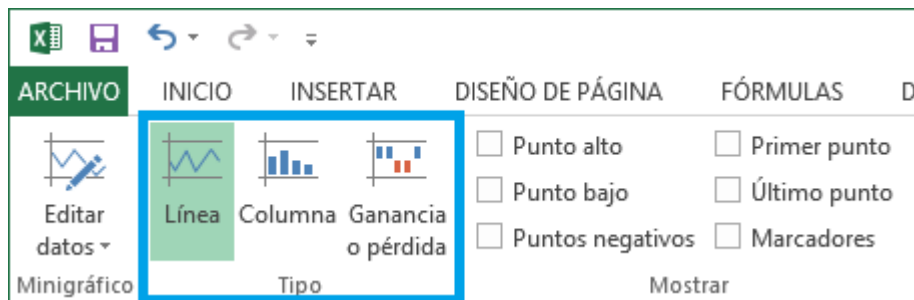 ARCHIVO INICIO INSERTAR DISEÑO DE PÁGINA FÓRMULAS D
Editar datos
Línea
Columna
Ganancia o pérdida
Punto alto
Punto bajo
Puntos negativos
Primer punto
Último punto
Marcadores
Minigráfico Tipo Mostrar